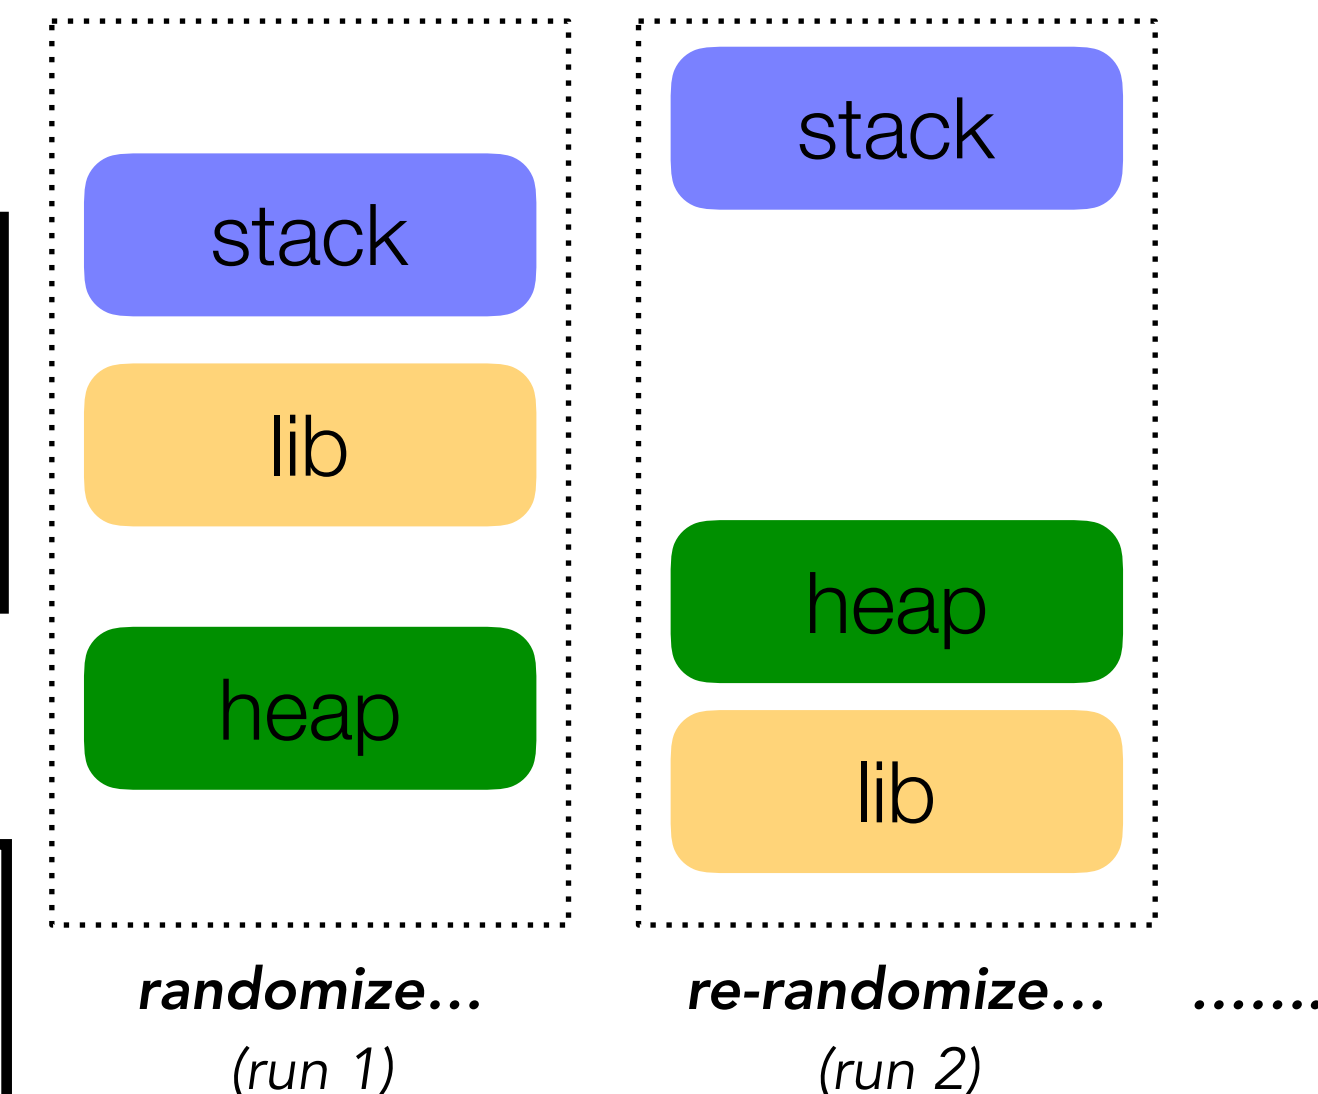 stack
lib
heap
randomize...
(run 1)
stack
heap
lib
re-randomize...
(run 2)
.......